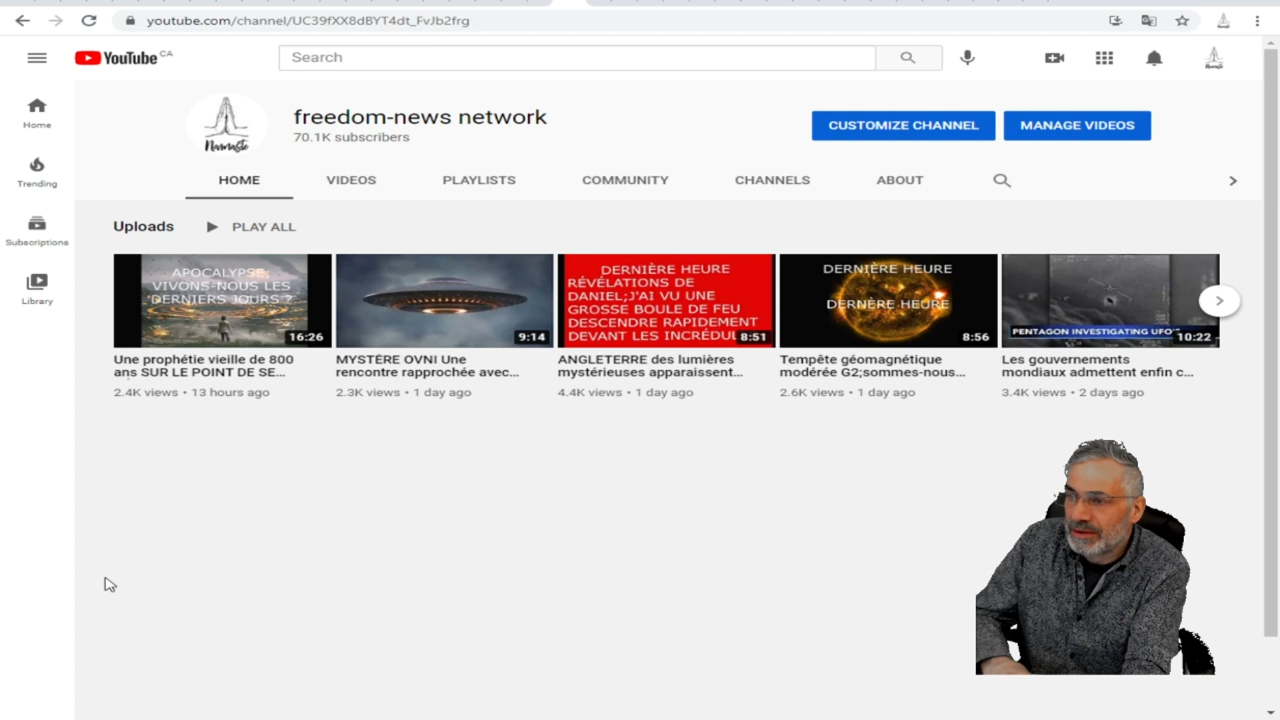 youtube.com/channel/UC39fXX8dBYT4dt_FvJb2frg
YouTube CA
Search
Home
Trending
Subscriptions
Library
Namaste
freedom-news network
70.1K subscribers
CUSTOMIZE CHANNEL
MANAGE VIDEOS
HOME
VIDEOS
PLAYLISTS
COMMUNITY
CHANNELS
ABOUT
Uploads
PLAY ALL
APOCALYPSE;
VIVONS-NOUS LES
DERNIERS JOURS ?
16:26
Une prophétie vieille de 800
ans SUR LE POINT DE SE...
2.4K views • 13 hours ago
9:14
MYSTÈRE OVNI Une
rencontre rapprochée avec...
2.3K views • 1 day ago
DERNIÈRE HEURE
RÉVÉLATIONS DE
DANIEL;J'AI VU UNE
GROSSE BOULE DE FEU
DESCENDRE RAPIDEMENT
DEVANT LES INCRÉDUL
8:51
ANGLETERRE des lumières
mystérieuses apparaissent...
4.4K views • 1 day ago
DERNIÈRE HEURE
DERNÈRE HEURE
8:56
Tempête géomagnétique
modérée G2;sommes-nous...
2.6K views • 1 day ago
PENTAGON INVESTIGATING UFO
10:22
Les gouvernements
mondiaux admettent enfin c...
3.4K views • 2 days ago